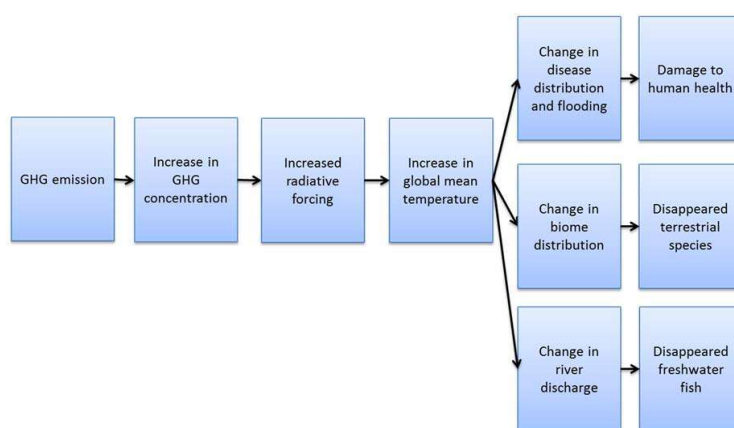 GHG emission
Increase in
GHG
concentration
Increased
radiative
forcing
Increase in
global mean
temperature
Change in
disease
distribution
and flooding
Damage to
human health
Change in
biome
distribution
Disappeared
terrestrial
species
Change in
river
discharge
Disappeared
freshwater
fish